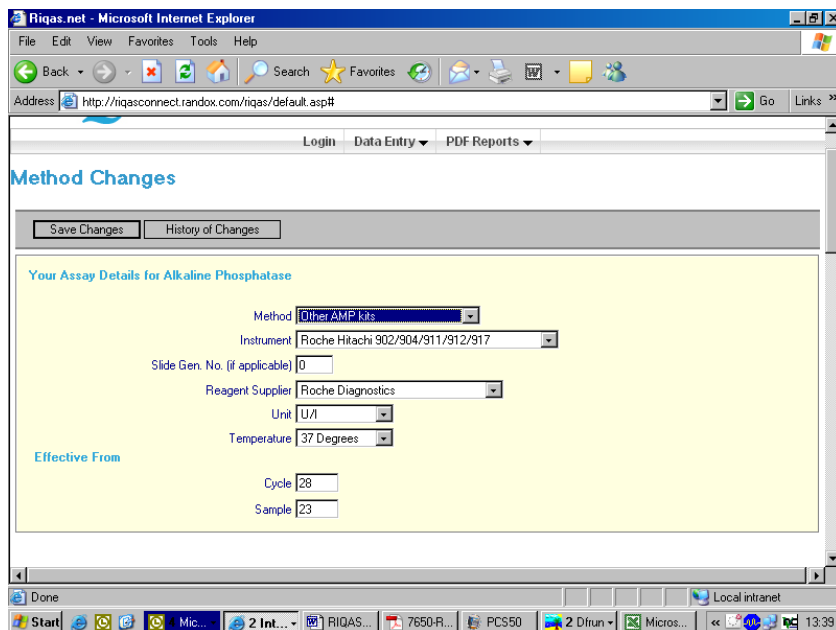 Riqas.net - Microsoft Internet Explorer
File Edit View Favorites Tools Help
Back Search Favorites
Address http://riqasconnect.randox.com/riqas/default.asp# Go Links »
Login Data Entry PDF Reports
Method Changes
Save Changes History of Changes
Your Assay Details for Alkaline Phosphatase
Method Other AMP kits
Instrument Roche Hitachi 902/904/911/912/917
Slide Gen. No. (if applicable) 0
Reagent Supplier Roche Diagnostics
Unit U/l
Temperature 37 Degrees
Effective From
Cycle 28
Sample 23
Done Local intranet
Start Mic... 2 Int... RIQAS... 7650-R... PCS50 2 Dfrun Micros... « 13:35